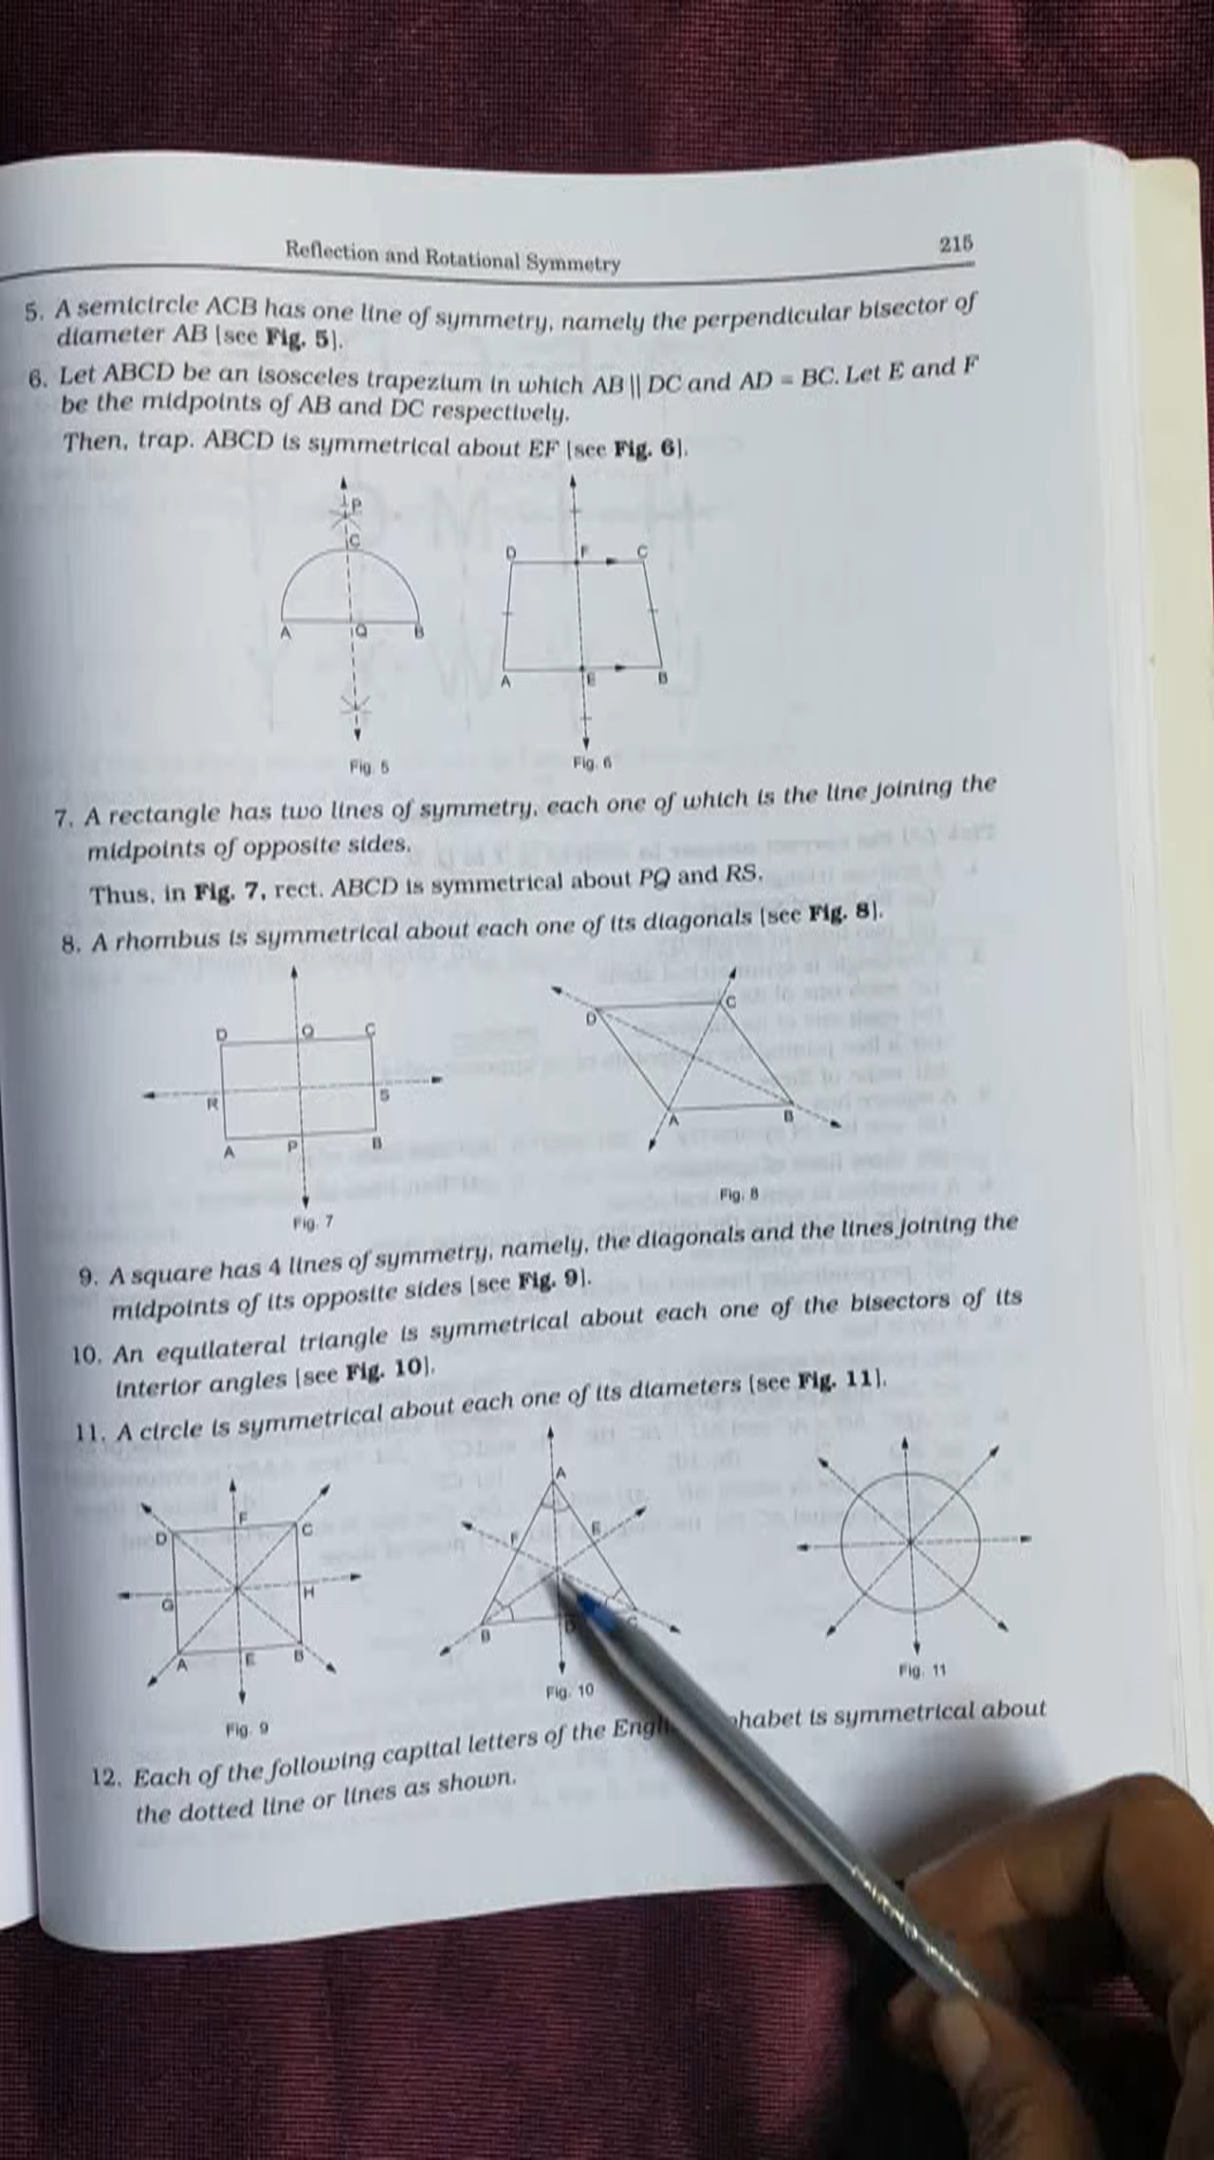 Reflection and Rotational Symmetry 215
5. A semicircle ACB has one line of symmetry, namely the perpendicular bisector of
diameter AB [see Fig. 5].
6. Let ABCD be an isosceles trapezium in which AB || DC and AD = BC. Let E and F
be the midpoints of AB and DC respectively.
Then, trap. ABCD is symmetrical about EF [see Fig. 6].
P
C
A Q B
D F C
A E B
Fig. 5 Fig. 6
7. A rectangle has two lines of symmetry, each one of which is the line joining the
midpoints of opposite sides.
Thus, in Fig. 7, rect. ABCD is symmetrical about PQ and RS.
8. A rhombus is symmetrical about each one of its diagonals [see Fig. 8].
D Q C
R S
A P B
D C
A B
Fig. 7
Fig. 8
9. A square has 4 lines of symmetry, namely, the diagonals and the lines joining the
midpoints of its opposite sides [see Fig. 9].
10. An equilateral triangle is symmetrical about each one of the bisectors of its
interior angles [see Fig. 10].
11. A circle is symmetrical about each one of its diameters [see Fig. 11].
D F C
G H
A E B
A
F E
B D C
Fig. 9
Fig. 10
Fig. 11
12. Each of the following capital letters of the is symmetrical about
the dotted line or lines as shown.